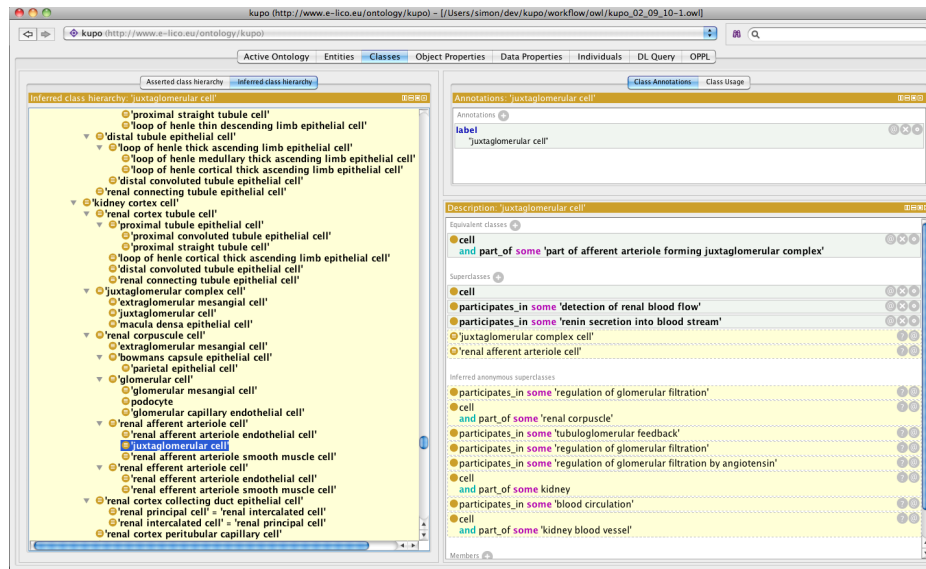 kupo (http://www.e-lico.eu/ontology/kupo) – [/Users/simon/dev/kupo/workflow/owl/kupo_02_09_10-1.owl]
kupo (http://www.e-lico.eu/ontology/kupo)
Active Ontology Entities Classes Object Properties Data Properties Individuals DL Query OPPL
Asserted class hierarchy Inferred class hierarchy
Inferred class hierarchy: 'juxtaglomerular cell'
'proximal straight tubule cell'
'loop of henle thin descending limb epithelial cell'
'distal tubule epithelial cell'
'loop of henle thick ascending limb epithelial cell'
'loop of henle medullary thick ascending limb epithelial cell'
'loop of henle cortical thick ascending limb epithelial cell'
'distal convoluted tubule epithelial cell'
'renal connecting tubule epithelial cell'
'kidney cortex cell'
'renal cortex tubule cell'
'proximal tubule epithelial cell'
'proximal convoluted tubule epithelial cell'
'proximal straight tubule cell'
'loop of henle cortical thick ascending limb epithelial cell'
'distal convoluted tubule epithelial cell'
'renal connecting tubule epithelial cell'
'juxtaglomerular complex cell'
'extraglomerular mesangial cell'
'juxtaglomerular cell'
'macula densa epithelial cell'
'renal corpuscule cell'
'extraglomerular mesangial cell'
'bowmans capsule epithelial cell'
'parietal epithelial cell'
'glomerular cell'
'glomerular mesangial cell'
podocyte
'glomerular capillary endothelial cell'
'renal afferent arteriole cell'
'renal afferent arteriole endothelial cell'
'juxtaglomerular cell'
'renal afferent arteriole smooth muscle cell'
'renal efferent arteriole cell'
'renal efferent arteriole endothelial cell'
'renal efferent arteriole smooth muscle cell'
'renal cortex collecting duct epithelial cell'
'renal principal cell' = 'renal intercalated cell'
'renal intercalated cell' = 'renal principal cell'
'renal cortex peritubular capillary cell'
Class Annotations Class Usage
Annotations: 'juxtaglomerular cell'
Annotations
label
"juxtaglomerular cell"
Description: 'juxtaglomerular cell'
Equivalent classes
cell
and part_of some 'part of afferent arteriole forming juxtaglomerular complex'
Superclasses
cell
participates_in some 'detection of renal blood flow'
participates_in some 'renin secretion into blood stream'
'juxtaglomerular complex cell'
'renal afferent arteriole cell'
Inferred anonymous superclasses
participates_in some 'regulation of glomerular filtration'
cell
and part_of some 'renal corpuscle'
participates_in some 'tubuloglomerular feedback'
participates_in some 'regulation of glomerular filtration'
participates_in some 'regulation of glomerular filtration by angiotensin'
cell
and part_of some kidney
participates_in some 'blood circulation'
cell
and part_of some 'kidney blood vessel'
Members